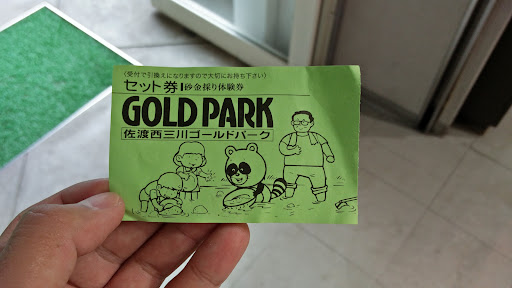 (受付で引換えになりますので大切にお持ち下さい)
セット券 砂金採り体験券
GOLD PARK
佐渡西三川ゴールドパーク